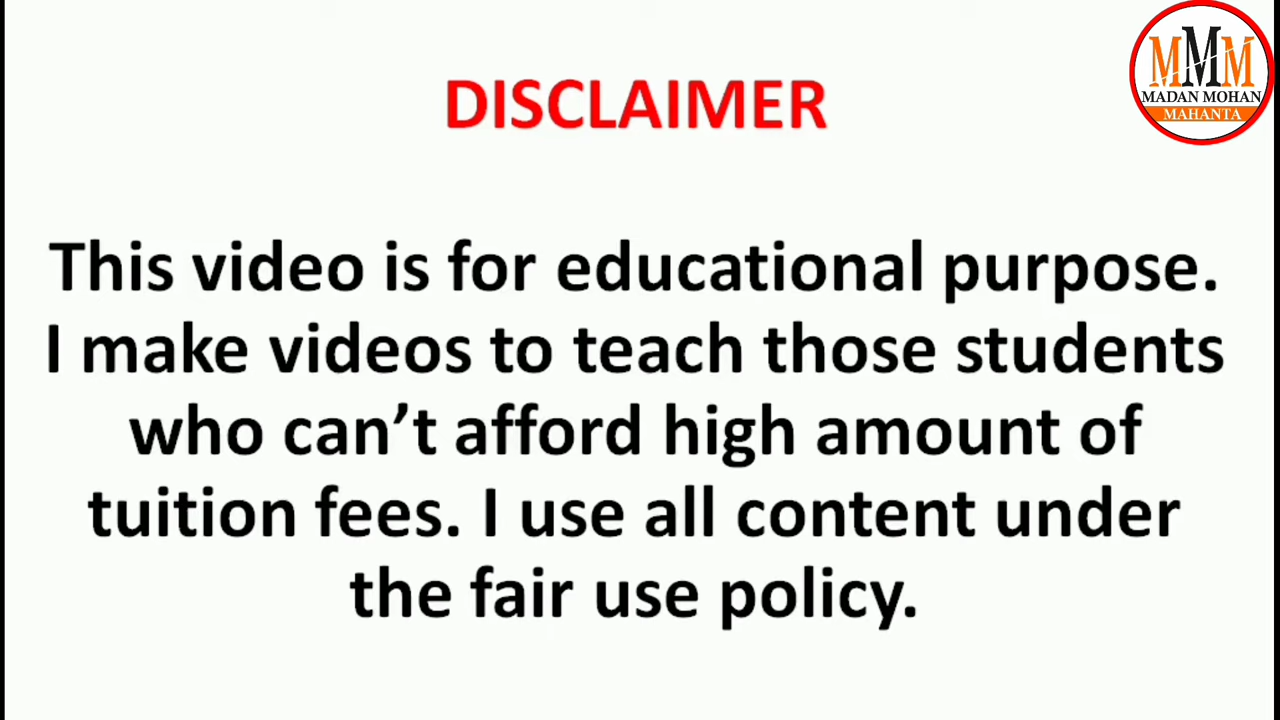 DISCLAIMER
MMM
MADAN MOHAN
MAHANTA
This video is for educational purpose.
I make videos to teach those students
who can’t afford high amount of
tuition fees. I use all content under
the fair use policy.